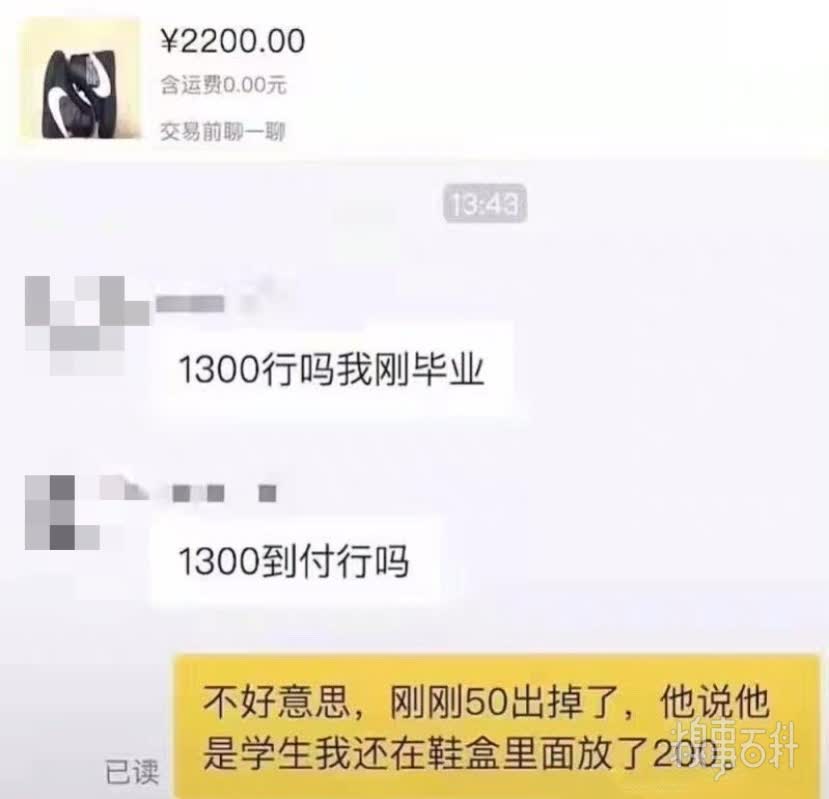 ¥2200.00
含运费0.00元
交易前聊一聊
13:43
1300行吗我刚毕业
1300到付行吗
不好意思，刚刚50出掉了，他说他
是学生我还在鞋盒里面放了200。
已读
糗事百科